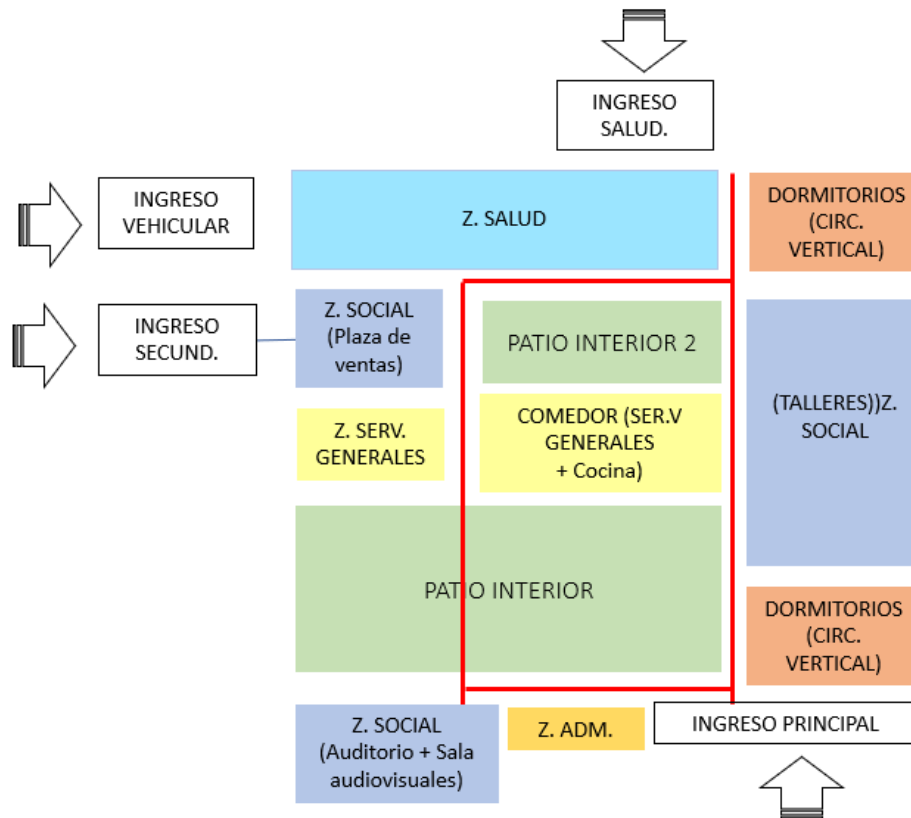 INGRESO
SALUD.
INGRESO
VEHICULAR
Z. SALUD
DORMITORIOS
(CIRC.
VERTICAL)
INGRESO
SECUND.
Z. SOCIAL
(Plaza de
ventas)
PATIO INTERIOR 2
(TALLERES))Z.
SOCIAL
Z. SERV.
GENERALES
COMEDOR (SER.V
GENERALES
+ Cocina)
PATIO INTERIOR
DORMITORIOS
(CIRC.
VERTICAL)
Z. SOCIAL
(Auditorio + Sala
audiovisuales)
Z. ADM.
INGRESO PRINCIPAL